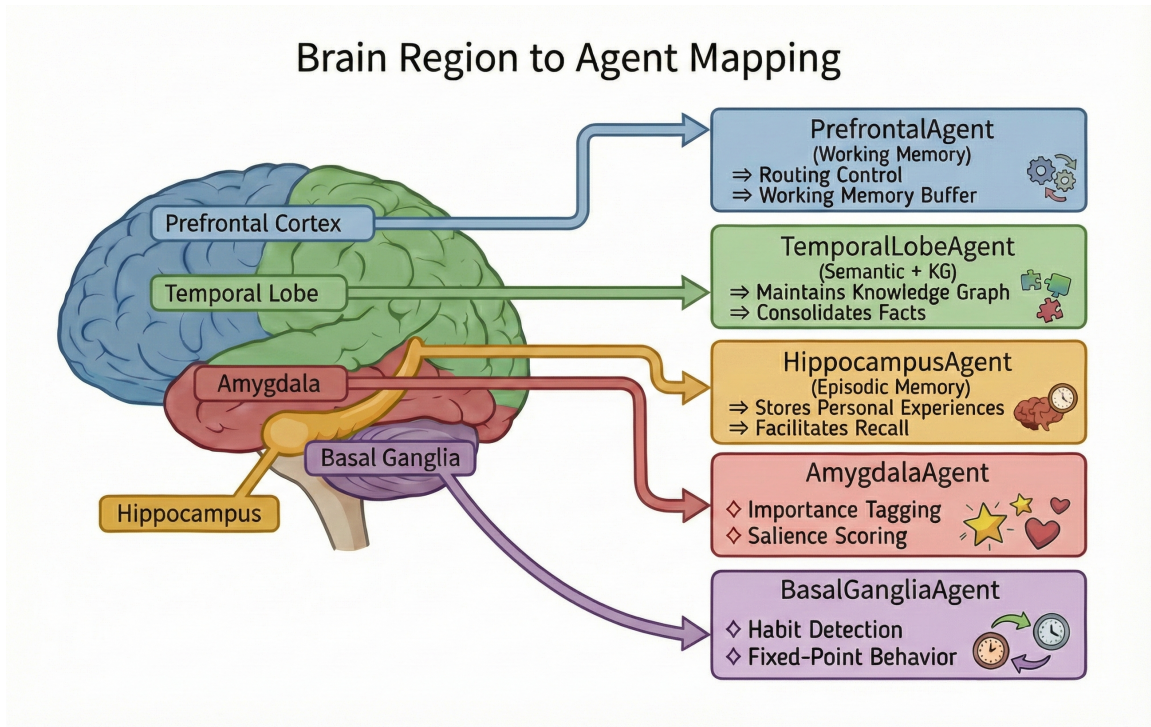 Brain Region to Agent Mapping
Prefrontal Cortex
Temporal Lobe
Amygdala
Basal Ganglia
Hippocampus
PrefrontalAgent
(Working Memory)
⇒ Routing Control
⇒ Working Memory Buffer
TemporalLobeAgent
(Semantic + KG)
⇒ Maintains Knowledge Graph
⇒ Consolidates Facts
HippocampusAgent
(Episodic Memory)
⇒ Stores Personal Experiences
⇒ Facilitates Recall
AmygdalaAgent
◇ Importance Tagging
◇ Salience Scoring
BasalGangliaAgent
◇ Habit Detection
◇ Fixed-Point Behavior